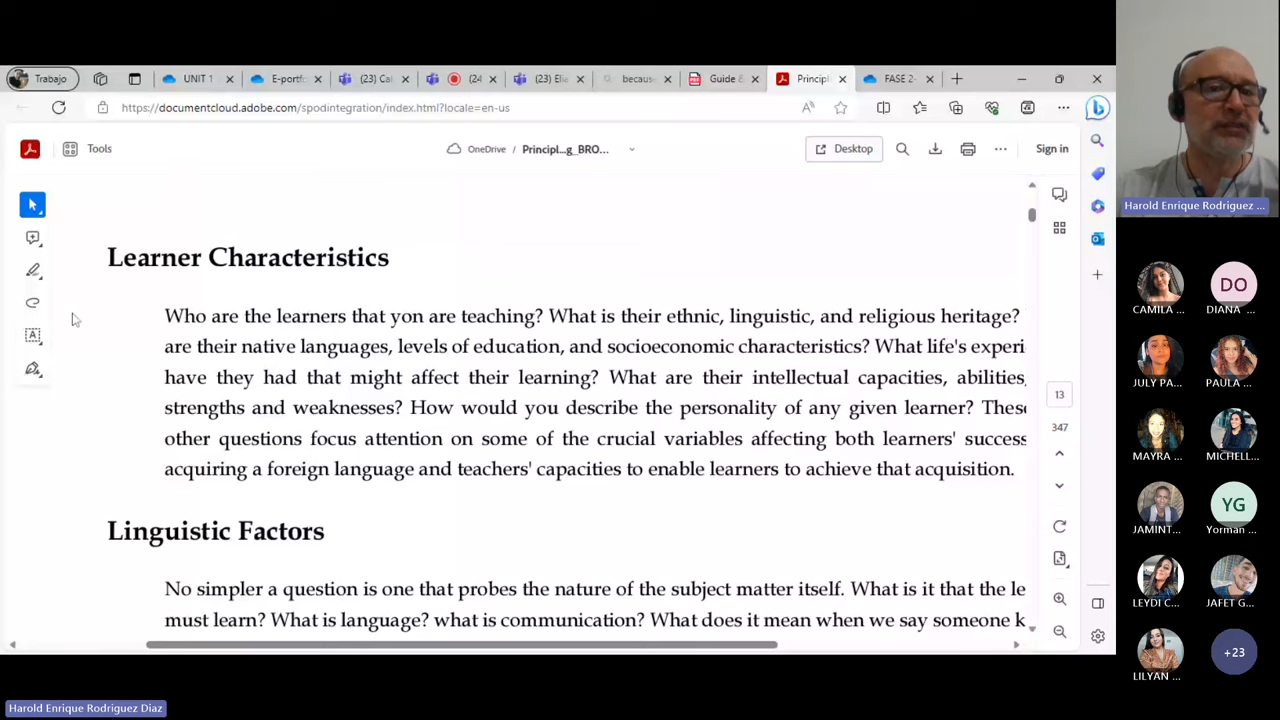 Trabajo
UNIT 1
E-portf
(23) Cal
(24
(23) Elia
becaus
Guide &
Princip
FASE 2-
https://documentcloud.adobe.com/spodintegration/index.html?locale=en-us
Tools
OneDrive / Principl...g_BRO...
Desktop
Sign in
Learner Characteristics
Who are the learners that yon are teaching? What is their ethnic, linguistic, and religious heritage?
are their native languages, levels of education, and socioeconomic characteristics? What life's experi
have they had that might affect their learning? What are their intellectual capacities, abilities,
strengths and weaknesses? How would you describe the personality of any given learner? These
other questions focus attention on some of the crucial variables affecting both learners' success
acquiring a foreign language and teachers' capacities to enable learners to achieve that acquisition.
Linguistic Factors
No simpler a question is one that probes the nature of the subject matter itself. What is it that the le
must learn? What is language? what is communication? What does it mean when we say someone k
13
347
Harold Enrique Rodriguez ...
CAMILA ...
DO
DIANA ...
JULY PA...
PAULA ...
MAYRA ...
MICHELL...
JAMINT...
YG
Yorman ...
LEYDI C...
JAFET G...
LILYAN ...
+23
Harold Enrique Rodriguez Diaz